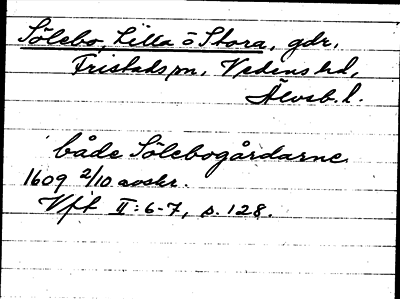 Sölebo, Lilla o Stora, gdr,
Fristads sn, Vedens hd,
Älvsb. l.
både Sölebogårdarne
1609 2/10 avskr.
Vft II:6-7, s. 128.